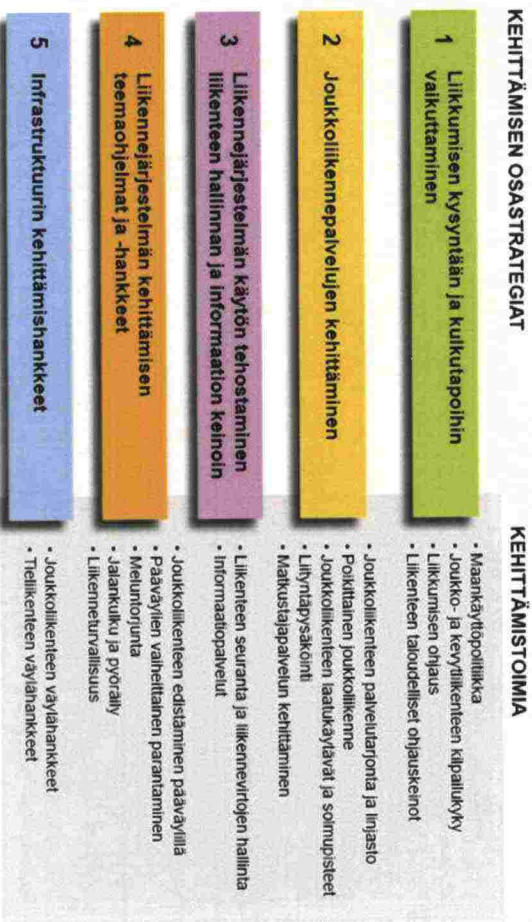 KEHITTÄMISEN OSASTRATEGIAT
KEHITTÄMISTOIMIA
1 Liikkumisen kysyntään ja kulkutapoihin
vaikuttaminen
• Maankäyttöpolitiikka
• Joukko- ja kevytliikenteen kilpailukyky
• Liikkumisen ohjaus
• Liikenteen taloudelliset ohjauskeinot
2 Joukkoliikennepalvelujen kehittäminen
• Joukkoliikenteen palvelutarjonta ja linjasto
• Poikittainen joukkoliikenne
• Joukkoliikenteen laatukäytävät ja solmupisteet
• Liityntäpysäköinti
• Matkustajapalvelun kehittäminen
3 Liikennejärjestelmän käytön tehostaminen
liikenteen hallinnan ja informaation keinoin
• Liikenteen seuranta ja liikennevirtojen hallinta
• Informaatiopalvelut
4 Liikennejärjestelmän kehittämisen
teemaohjelmat ja -hankkeet
• Joukkoliikenteen edistäminen pääväylillä
• Pääväylien vaiheittainen parantaminen
• Meluntorjunta
• Jalankulku ja pyöräily
• Liikenneturvallisuus
5 Infrastruktuurin kehittämishankkeet
• Joukkoliikenteen väylähankkeet
• Tieliikenteen väylähankkeet